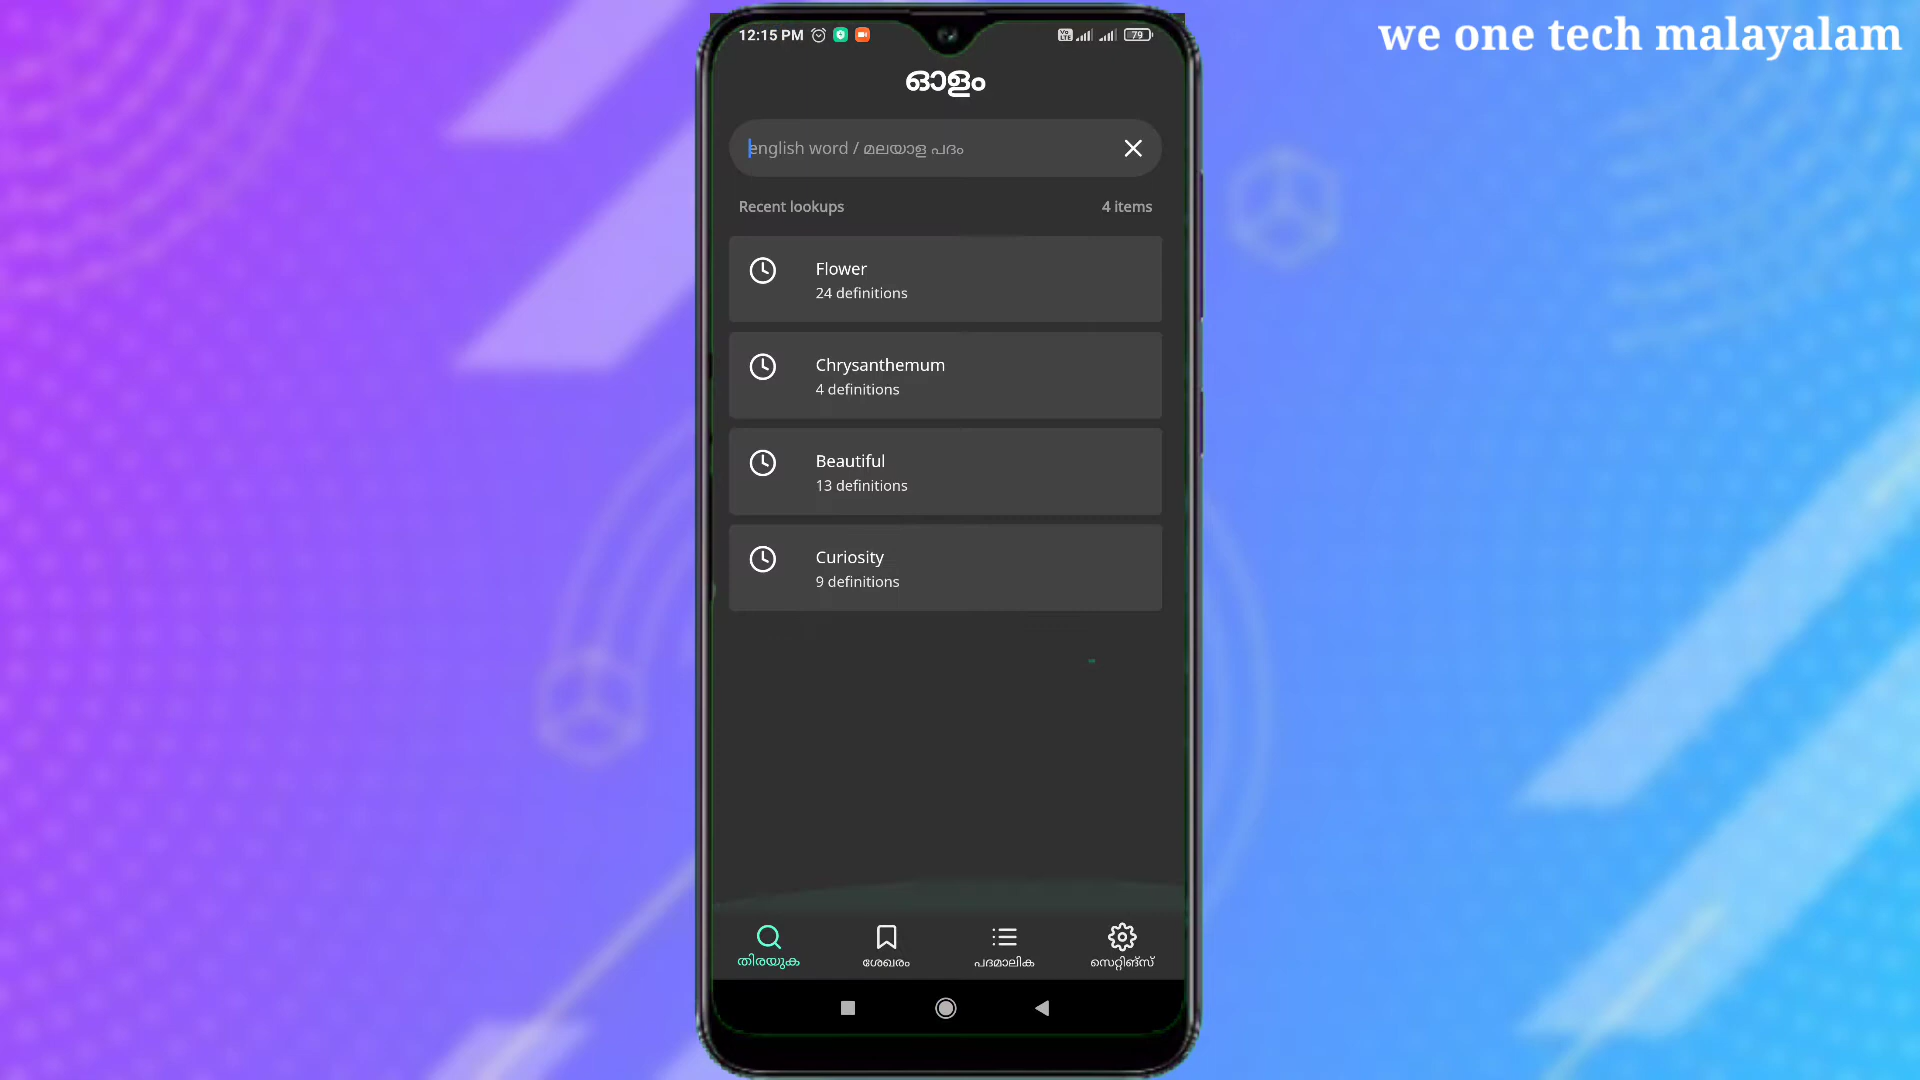 we one tech malayalam
12:15 PM
79
ഓളം
english word / മലയാള പദം
Recent lookups 4 items
Flower
24 definitions
Chrysanthemum
4 definitions
Beautiful
13 definitions
Curiosity
9 definitions
തിരയുക ശേഖരം പദമാലിക സെറ്റിങ്സ്